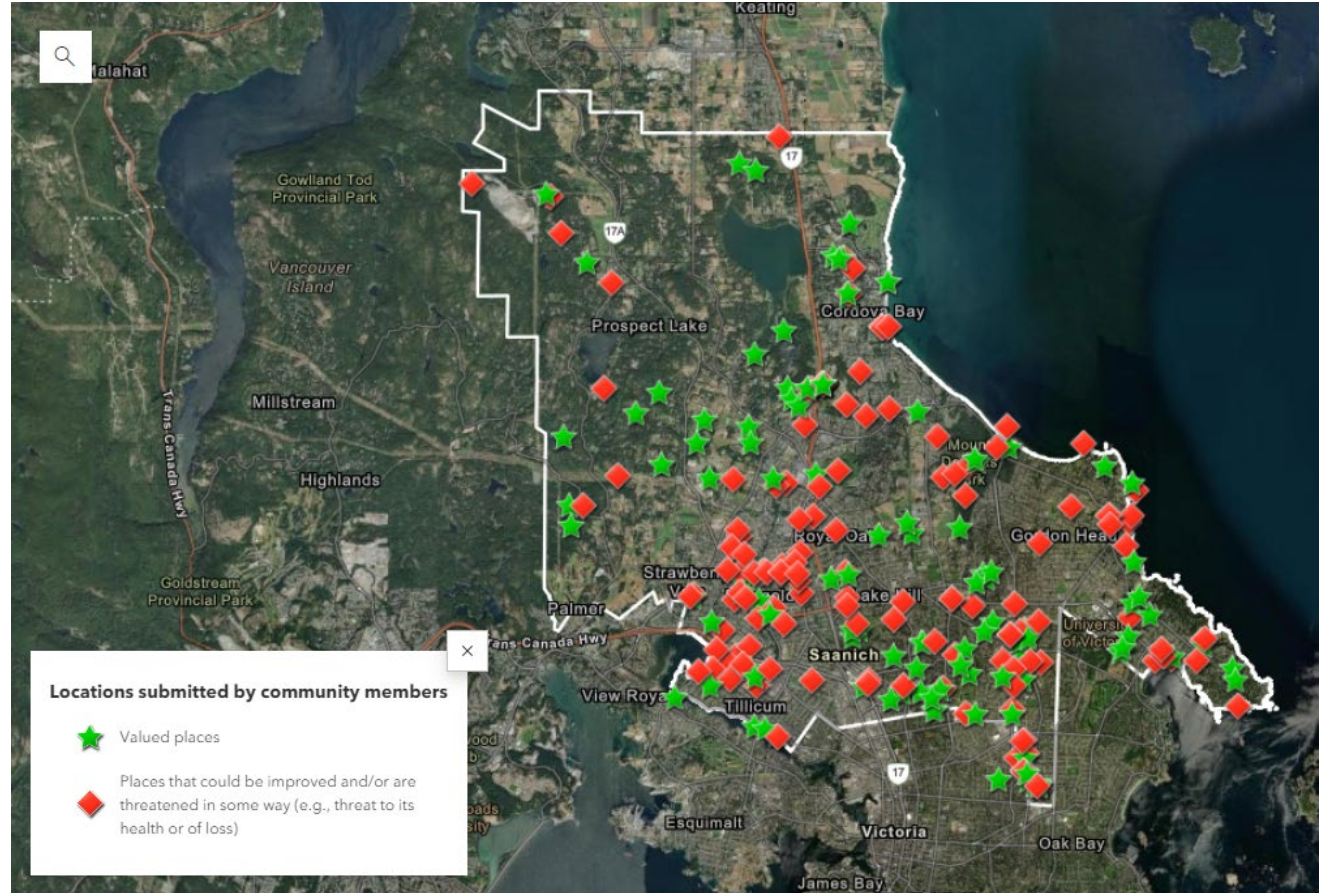 Keating
Malahat
17
Gowlland Tod
Provincial Park
17A
Vancouver
Island
Cordova Bay
Prospect Lake
Trans-Canada Hwy
Millstream
Highlands
Gordon Head
Goldstream
Provincial Park
Palmer
Trans-Canada Hwy
Saanich
View Royal
Tillicum
17
Esquimalt
Victoria
Oak Bay
James Bay
Locations submitted by community members
Valued places
Places that could be improved and/or are
threatened in some way (e.g., threat to its
health or of loss)